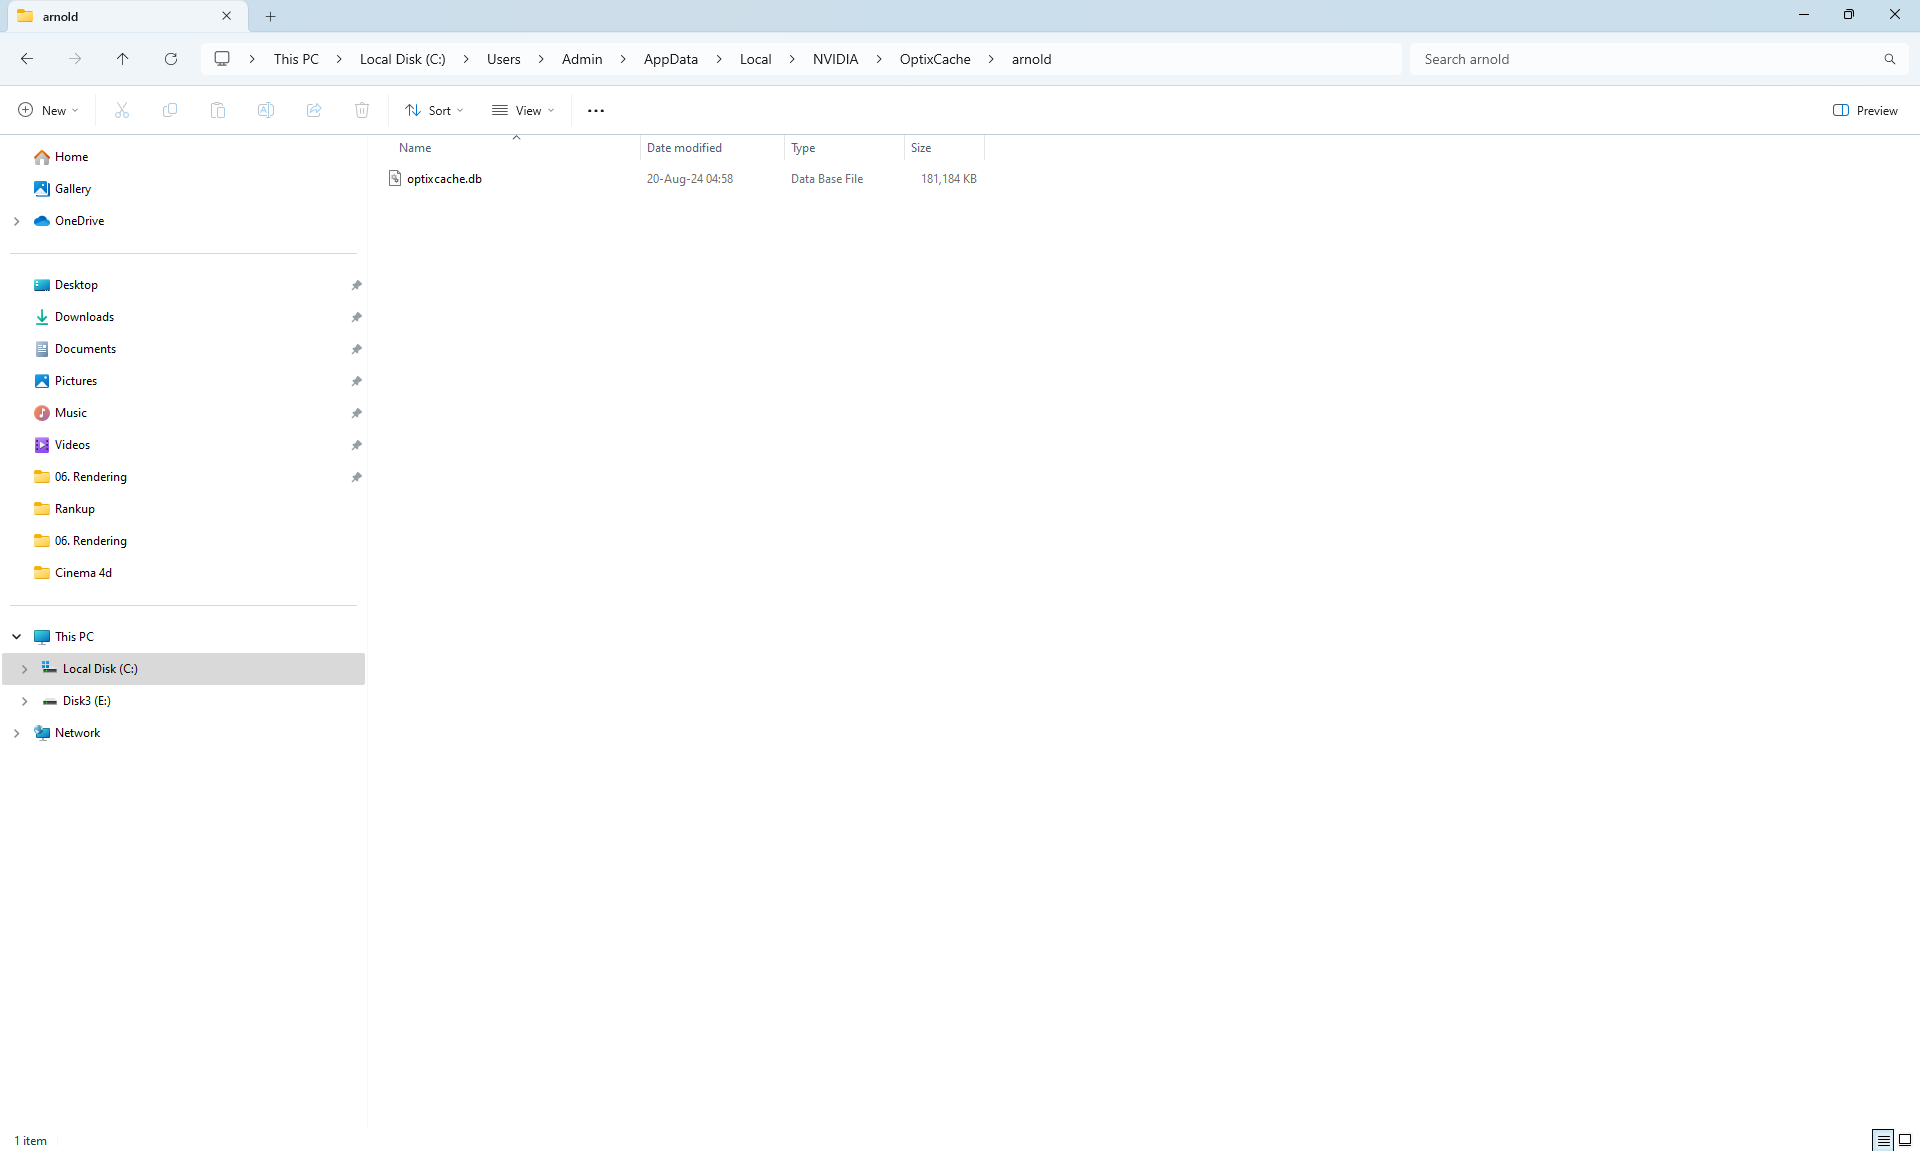 arnold
This PC Local Disk (C:) Users Admin AppData Local NVIDIA OptixCache arnold
Search arnold
New Sort View Preview
Name Date modified Type Size
optixcache.db 20-Aug-24 04:58 Data Base File 181,184 KB
Home
Gallery
OneDrive
Desktop
Downloads
Documents
Pictures
Music
Videos
06. Rendering
Rankup
06. Rendering
Cinema 4d
This PC
Local Disk (C:)
Disk3 (E:)
Network
1 item